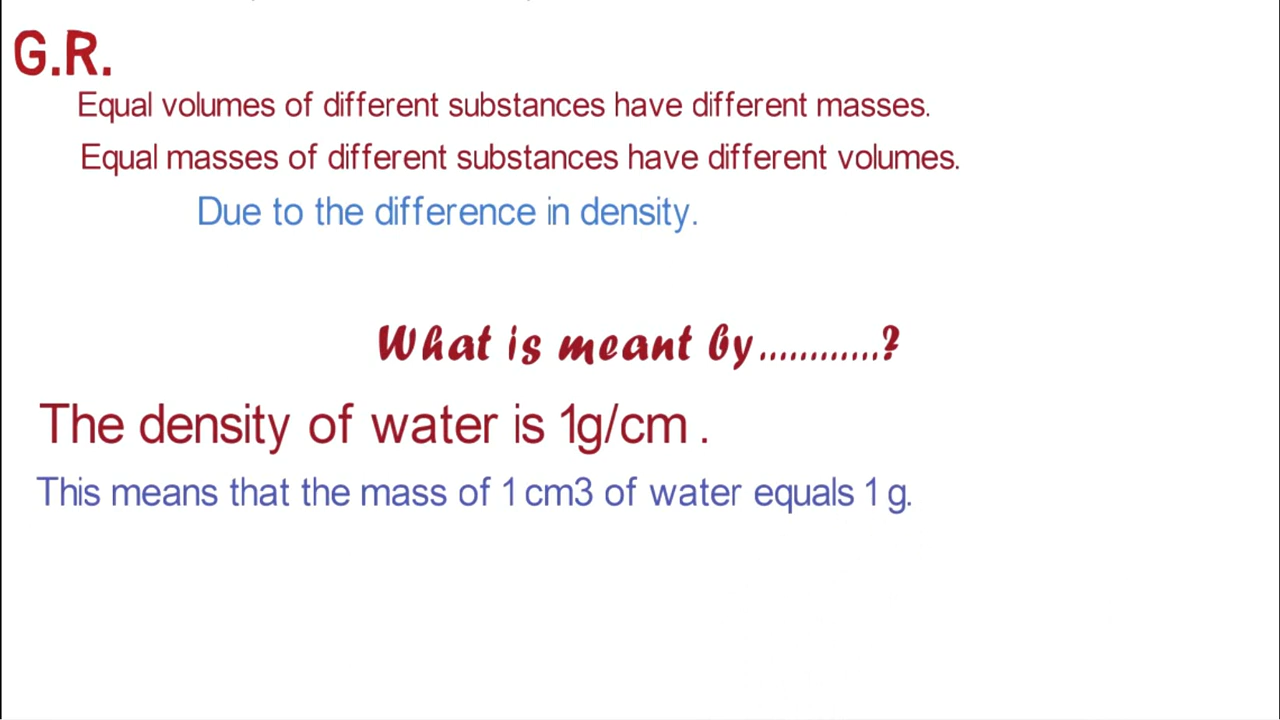 G.R.
Equal volumes of different substances have different masses.
Equal masses of different substances have different volumes.
Due to the difference in density.
What is meant by............?
The density of water is 1g/cm .
This means that the mass of 1 cm3 of water equals 1 g.